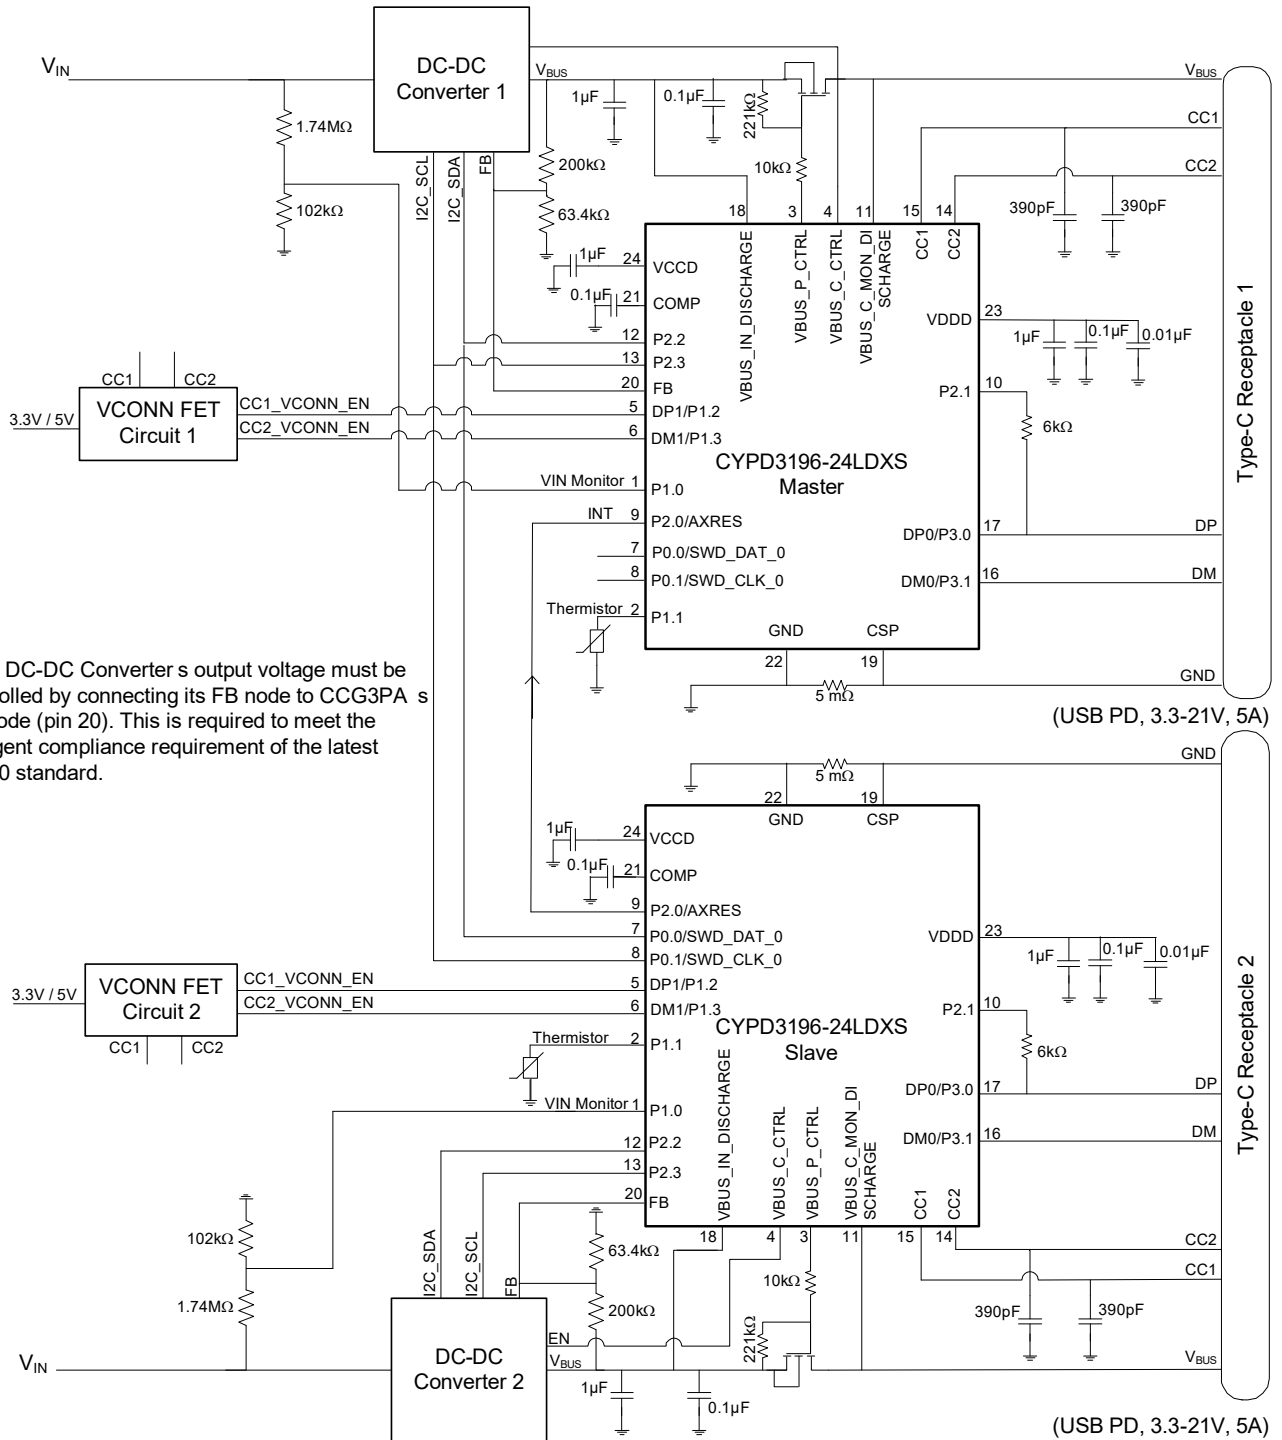 VIN
DC-DC
Converter 1
VBUS
1µF
0.1µF
221kΩ
VBUS
CC1
CC2
1.74MΩ
102kΩ
I2C_SCL
I2C_SDA
FB
200kΩ
63.4kΩ
10kΩ
390pF
390pF
18
3
4
11
15
14
VBUS_IN_DISCHARGE
VBUS_P_CTRL
VBUS_C_CTRL
VBUS_C_MON_DI
SCHARGE
CC1
CC2
1µF
24
VCCD
0.1µF
21
COMP
12
P2.2
13
P2.3
20
FB
VDDD
23
1µF
0.1µF
0.01µF
P2.1
10
6kΩ
CC1
CC2
3.3V / 5V
VCONN FET
Circuit 1
CC1_VCONN_EN
CC2_VCONN_EN
5
DP1/P1.2
6
DM1/P1.3
CYPD3196-24LDXS
Master
VIN Monitor
1
P1.0
INT
9
P2.0/AXRES
7
P0.0/SWD_DAT_0
8
P0.1/SWD_CLK_0
Thermistor
2
P1.1
DP0/P3.0
17
DP
DM0/P3.1
16
DM
GND
CSP
22
19
5 mΩ
GND
Type-C Receptacle 1
(USB PD, 3.3-21V, 5A)
DC-DC Converter s output voltage must be
olled by connecting its FB node to CCG3PA s
ode (pin 20). This is required to meet the
gent compliance requirement of the latest
0 standard.
GND
5 mΩ
22
19
GND
CSP
1µF
24
VCCD
0.1µF
21
COMP
9
P2.0/AXRES
7
P0.0/SWD_DAT_0
8
P0.1/SWD_CLK_0
VDDD
23
1µF
0.1µF
0.01µF
P2.1
10
6kΩ
3.3V / 5V
VCONN FET
Circuit 2
CC1
CC2
CC1_VCONN_EN
CC2_VCONN_EN
5
DP1/P1.2
6
DM1/P1.3
CYPD3196-24LDXS
Slave
Thermistor
2
P1.1
VIN Monitor
1
P1.0
12
P2.2
13
P2.3
20
FB
DP0/P3.0
17
DP
DM0/P3.1
16
DM
VBUS_IN_DISCHARGE
VBUS_C_CTRL
VBUS_P_CTRL
VBUS_C_MON_DI
SCHARGE
CC1
CC2
18
4
3
11
15
14
CC2
CC1
Type-C Receptacle 2
102kΩ
1.74MΩ
I2C_SDA
I2C_SCL
FB
63.4kΩ
200kΩ
10kΩ
221kΩ
390pF
390pF
EN
VIN
DC-DC
Converter 2
VBUS
1µF
0.1µF
VBUS
(USB PD, 3.3-21V, 5A)